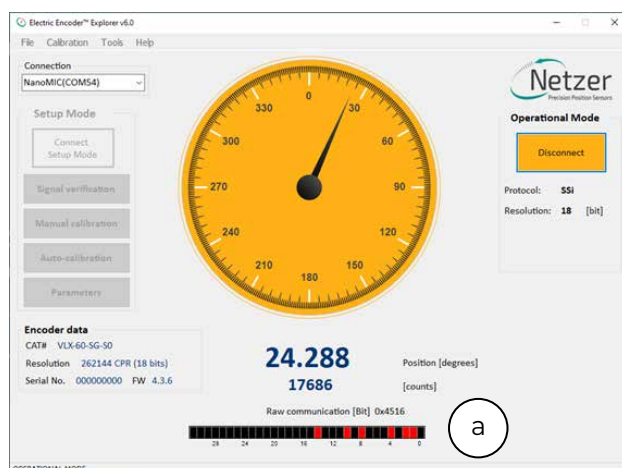 Electric Encoder™ Explorer v6.0
File Calibration Tools Help
Connection
NanoMIC(COM54)
Netzer
Precision Position Sensors
Setup Mode
Connect
Setup Mode
Signal verification
Manual calibration
Auto-calibration
Parameters
0
30
60
90
120
150
180
210
240
270
300
330
Operational Mode
Disconnect
Protocol: SSi
Resolution: 18 [bit]
Encoder data
CAT# VLX-60-SG-S0
Resolution 262144 CPR (18 bits)
Serial No. 000000000 FW 4.3.6
24.288 Position [degrees]
17686 [counts]
Raw communication [Bit] 0x4516
28 24 20 16 12 8 4 0
a
OPERATIONAL MODE